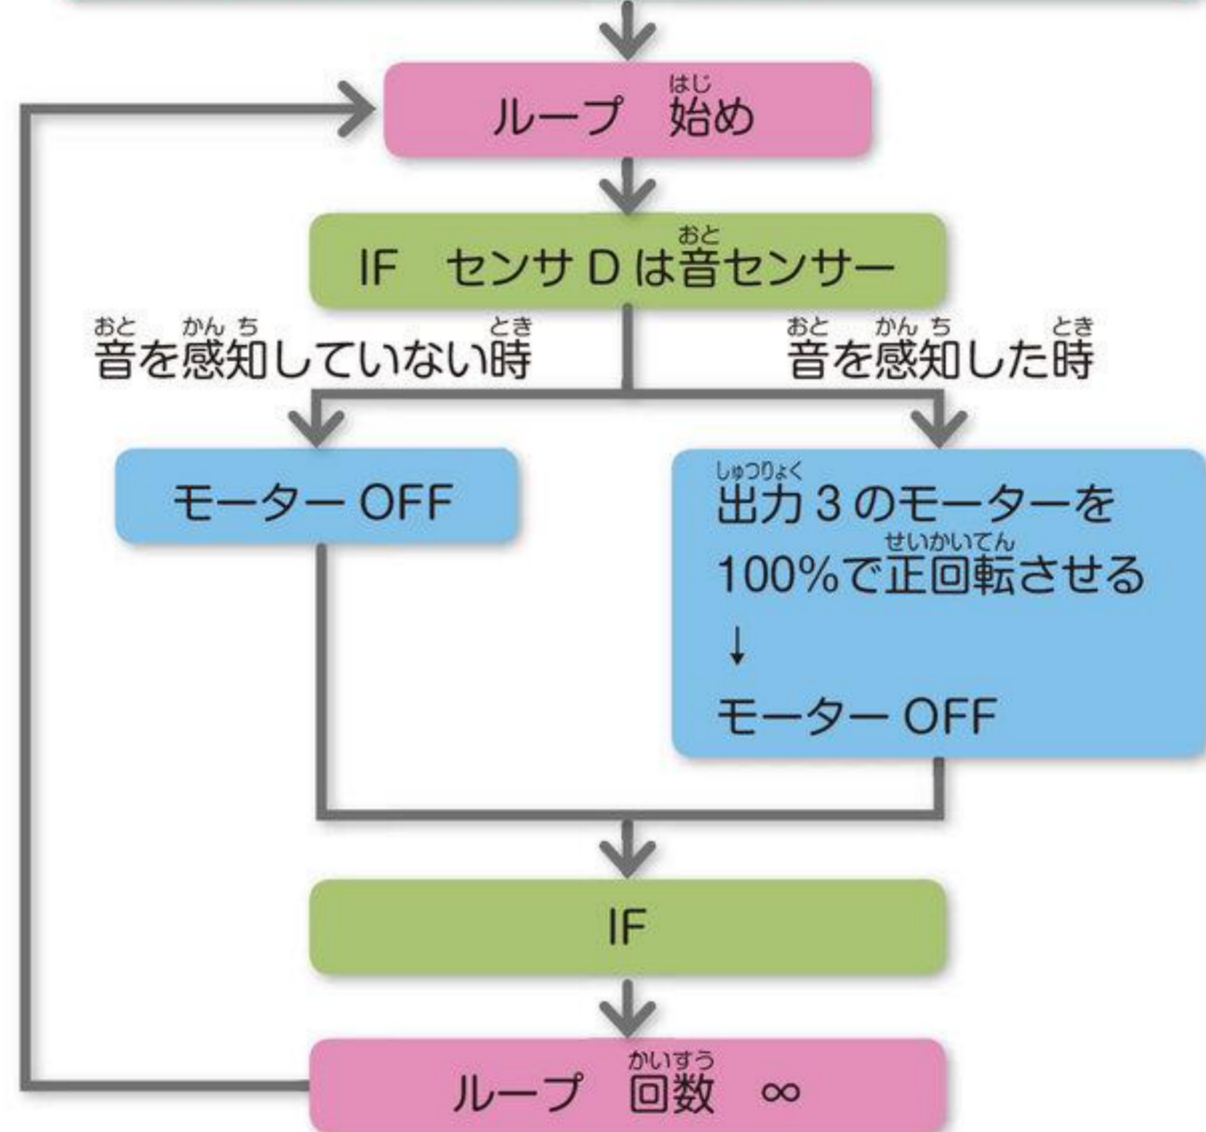 はじ
ループ 始め
おと
IF センサ D は音センサー
おと かん ち とき
音を感知していない時
おと かん ち とき
音を感知した時
モーター OFF
しゅつりょく
出力 3 のモーターを
せいかいてん
100%で正回転させる
↓
モーター OFF
IF
かいすう
ループ 回数 ∞